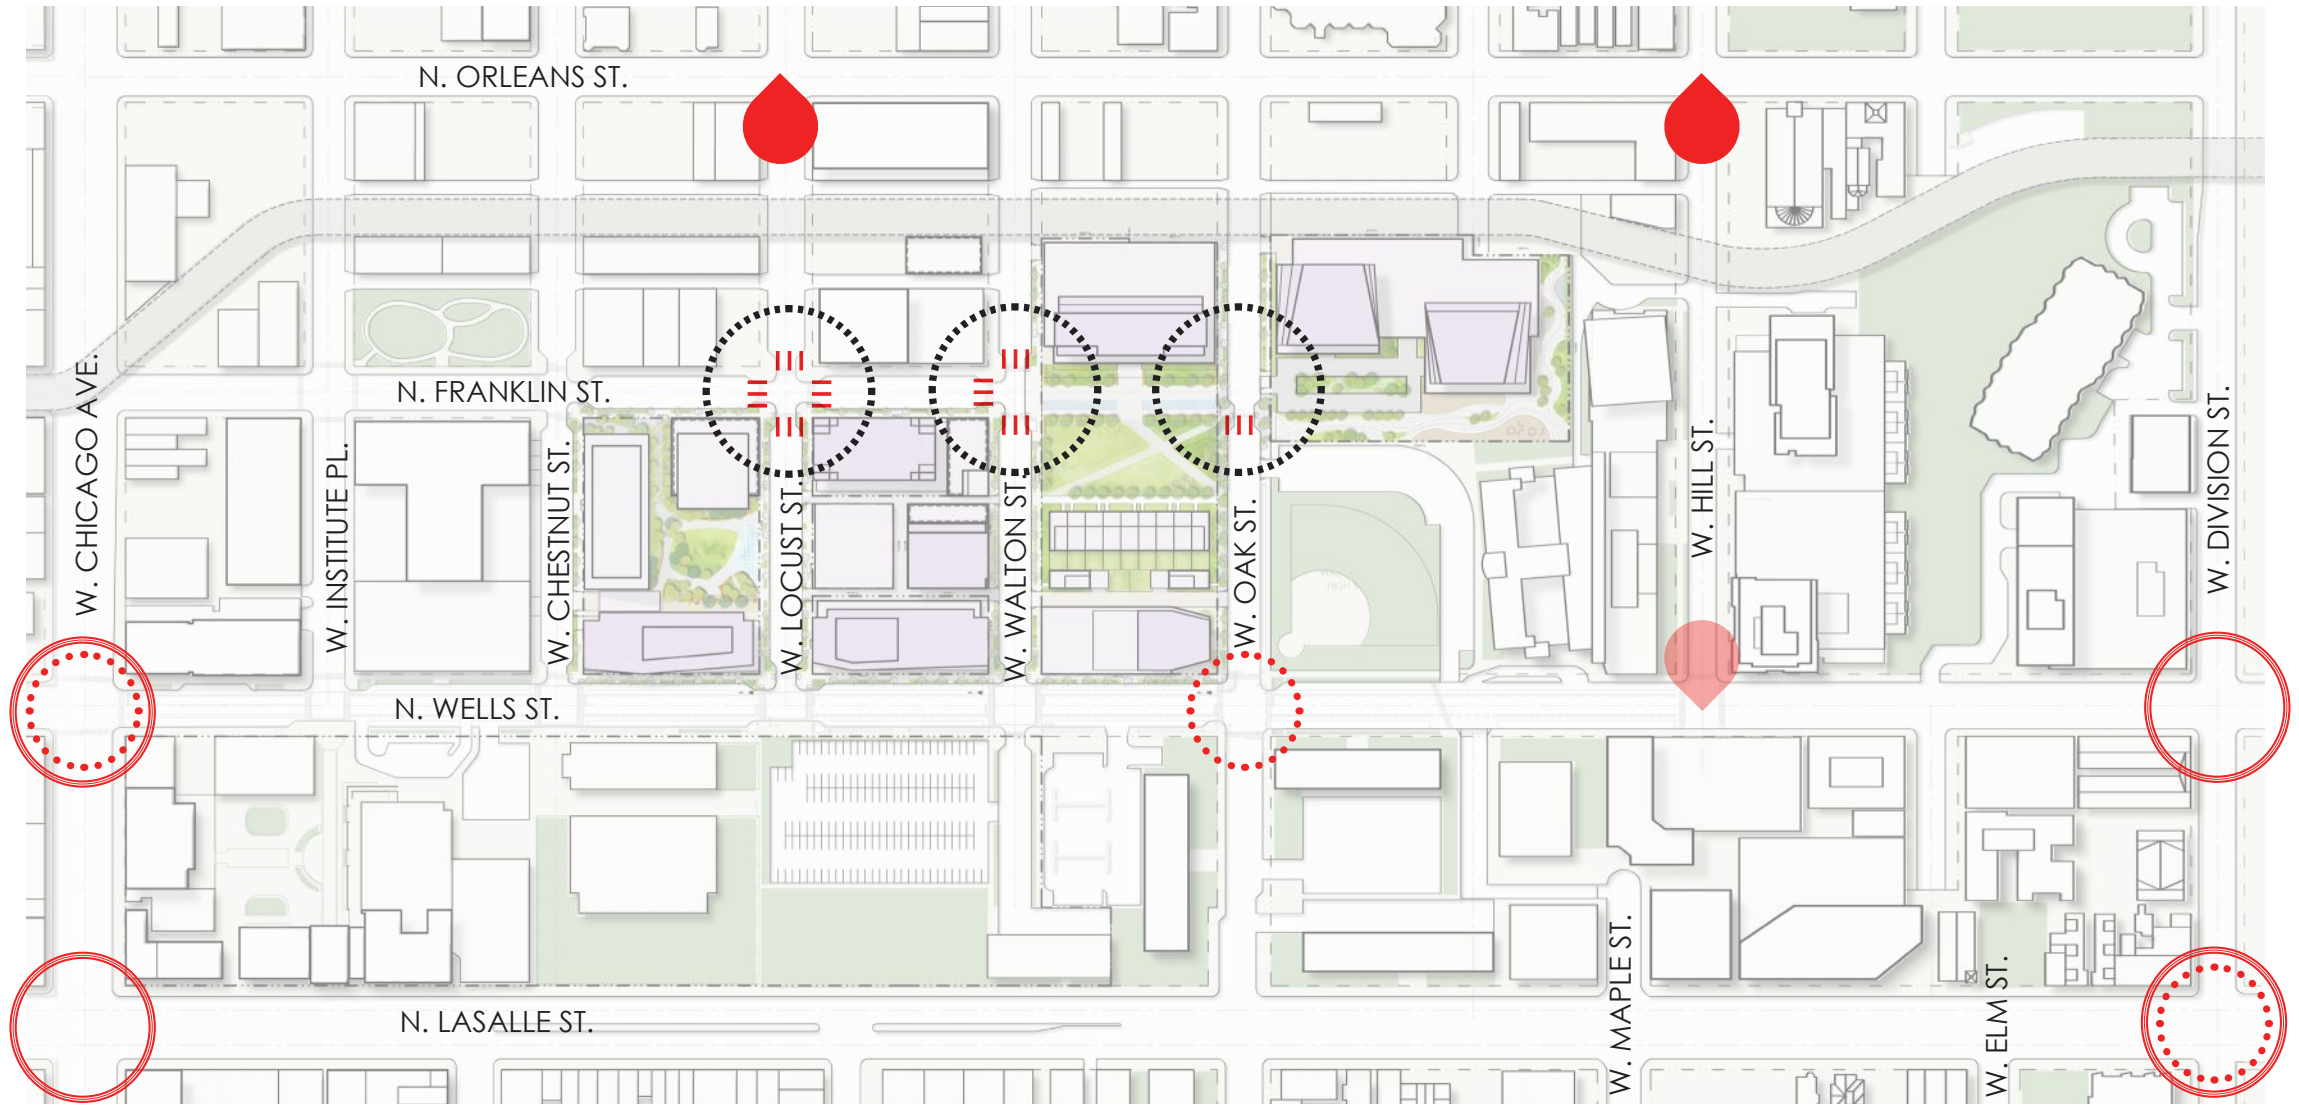 N. ORLEANS ST.
N. FRANKLIN ST.
W. CHICAGO AVE.
W. INSTITUTE PL.
W. CHESTNUT ST.
W. LOCUST ST.
W. WALTON ST.
W. OAK ST.
W. HILL ST.
W. DIVISION ST.
N. WELLS ST.
N. LASALLE ST.
W. MAPLE ST.
W. ELM ST.